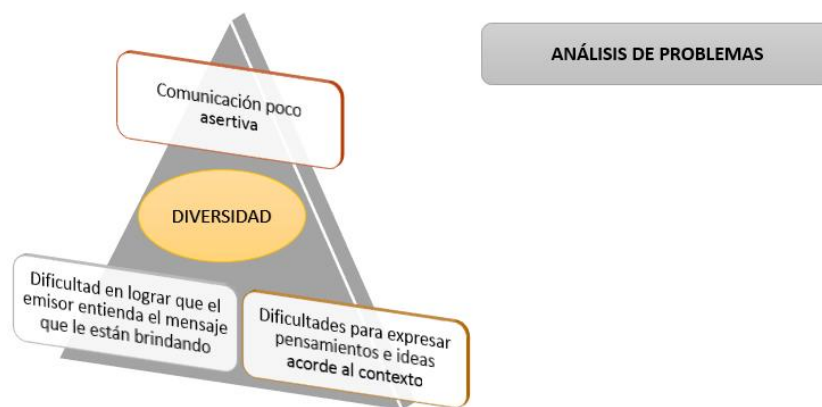 ANÁLISIS DE PROBLEMAS
Comunicación poco
asertiva
DIVERSIDAD
Dificultad en lograr que el
emisor entienda el mensaje
que le están brindando
Dificultades para expresar
pensamientos e ideas
acorde al contexto